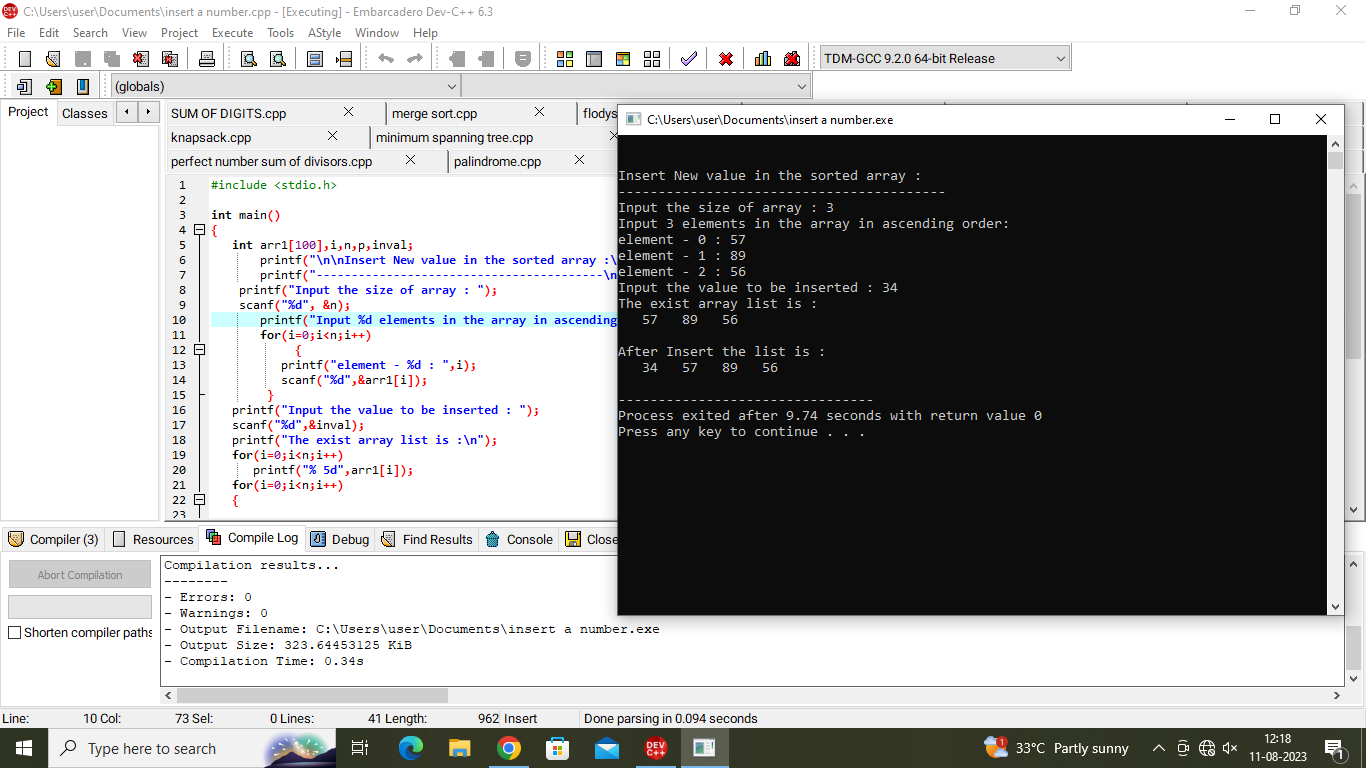 C:\Users\user\Documents\insert a number.cpp - [Executing] - Embarcadero Dev-C++ 6.3
File Edit Search View Project Execute Tools AStyle Window Help
TDM-GCC 9.2.0 64-bit Release
(globals)
Project Classes
SUM OF DIGITS.cpp merge sort.cpp flodys
knapsack.cpp minimum spanning tree.cpp
perfect number sum of divisors.cpp palindrome.cpp
1 #include <stdio.h>
2
3 int main()
4 {
5 int arr1[100],i,n,p,inval;
6 printf("\n\nInsert New value in the sorted array :\
7 printf("-----------------------------------------\n
8 printf("Input the size of array : ");
9 scanf("%d", &n);
10 printf("Input %d elements in the array in ascending
11 for(i=0;i<n;i++)
12 {
13 printf("element - %d : ",i);
14 scanf("%d",&arr1[i]);
15 }
16 printf("Input the value to be inserted : ");
17 scanf("%d",&inval);
18 printf("The exist array list is :\n");
19 for(i=0;i<n;i++)
20 printf("% 5d",arr1[i]);
21 for(i=0;i<n;i++)
22 {
23
C:\Users\user\Documents\insert a number.exe
Insert New value in the sorted array :
-----------------------------------------
Input the size of array : 3
Input 3 elements in the array in ascending order:
element - 0 : 57
element - 1 : 89
element - 2 : 56
Input the value to be inserted : 34
The exist array list is :
57 89 56
After Insert the list is :
34 57 89 56
--------------------------------
Process exited after 9.74 seconds with return value 0
Press any key to continue . . .
Compiler (3) Resources Compile Log Debug Find Results Console Close
Abort Compilation
Shorten compiler paths
Compilation results...
--------
- Errors: 0
- Warnings: 0
- Output Filename: C:\Users\user\Documents\insert a number.exe
- Output Size: 323.64453125 KiB
- Compilation Time: 0.34s
Line: 10 Col: 73 Sel: 0 Lines: 41 Length: 962 Insert Done parsing in 0.094 seconds
Type here to search
DEV C++
1
33°C Partly sunny
12:18
11-08-2023
1